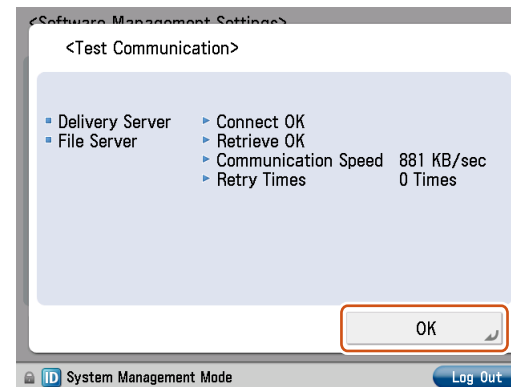 <Software Management Settings>
<Test Communication>
Delivery Server ► Connect OK
File Server ► Retrieve OK
► Communication Speed 881 KB/sec
► Retry Times 0 Times
OK
ID System Management Mode Log Out